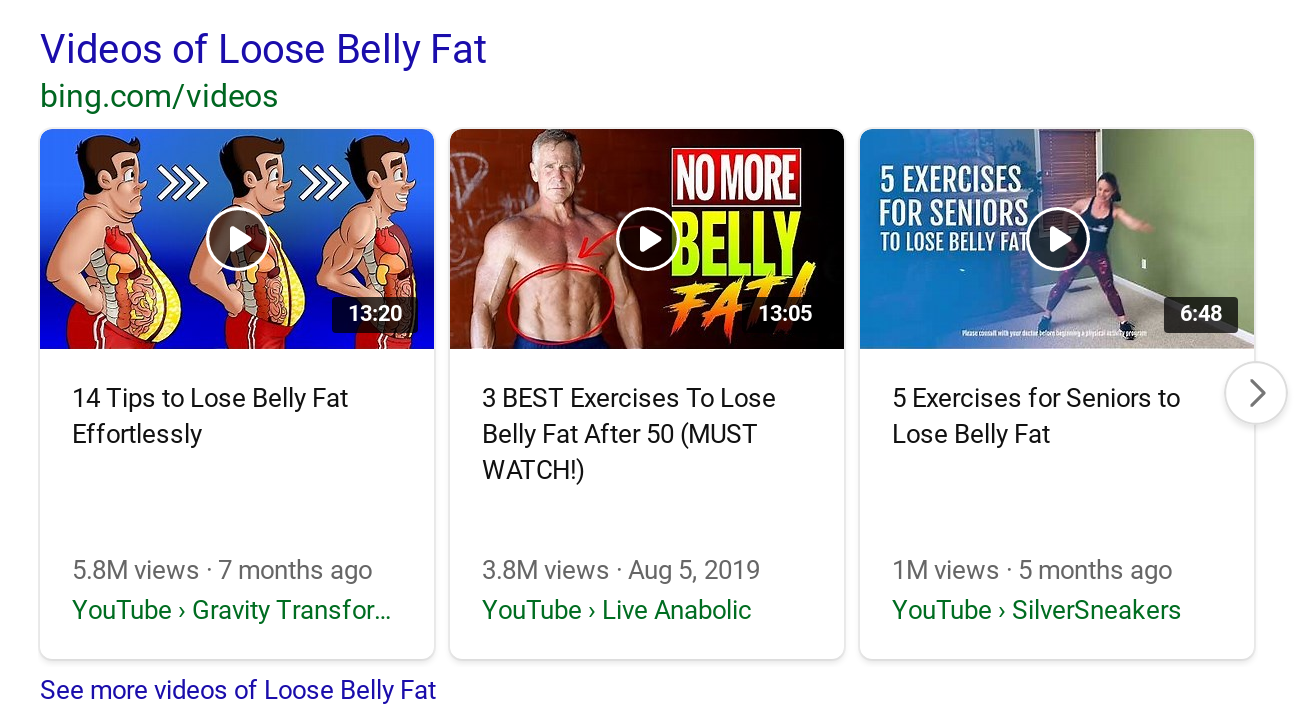 Videos of Loose Belly Fat
bing.com/videos
13:20
NO MORE
BELLY
FAT!
13:05
5 EXERCISES
FOR SENIORS
TO LOSE BELLY FAT
Please consult with your doctor before beginning a physical activity program
6:48
14 Tips to Lose Belly Fat
Effortlessly
5.8M views · 7 months ago
YouTube › Gravity Transfor...
3 BEST Exercises To Lose
Belly Fat After 50 (MUST
WATCH!)
3.8M views · Aug 5, 2019
YouTube › Live Anabolic
5 Exercises for Seniors to
Lose Belly Fat
1M views · 5 months ago
YouTube › SilverSneakers
See more videos of Loose Belly Fat